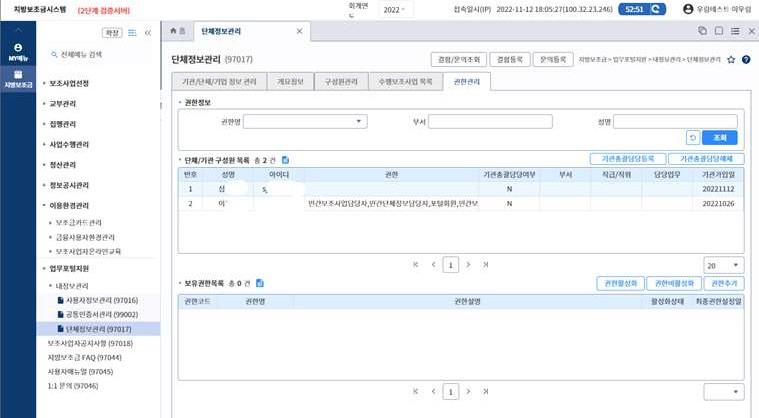 지방보조금시스템 (2단계 검증서버)
회계연도 2022
접속일시(IP) 2022-11-12 18:05:27(100.32.23.246) 52:51 우림테스트·이우림
MY메뉴
지방보조금
확장
전체메뉴 검색
보조사업선정
교부관리
집행관리
사업수행관리
정산관리
정보공시관리
이용환경관리
보조금카드관리
금융사용자환경관리
보조사업자온라인교육
업무포털지원
내정보관리
사용자정보관리 (97016)
공통인증서관리 (99002)
단체정보관리 (97017)
보조사업자공지사항 (97018)
지방보조금 FAQ (97044)
사용자매뉴얼 (97045)
1:1 문의 (97046)
홈 단체정보관리
단체정보관리 (97017)
결함/문의조회 결함등록 문의등록 지방보조금 > 업무포털지원 > 내정보관리 > 단체정보관리
기관/단체/기업 정보 관리 개요정보 구성원관리 수행보조사업 목록 권한관리
권한정보
권한명 부서 성명
조회
단체/기관 구성원 목록 총 2 건
기관총괄담당등록 기관총괄담당해제
번호 성명 아이디 권한 기관총괄담당여부 부서 직급/직위 담당업무 기관가입일
1 심 s, N 20221112
2 이 민간보조사업담당자,민간단체정보담당자,포털회원,민간보 N 20221026
1
20
보유권한목록 총 0 건
권한활성화 권한비활성화 권한추가
권한코드 권한명 권한설명 활성화상태 최종권한설정일
1